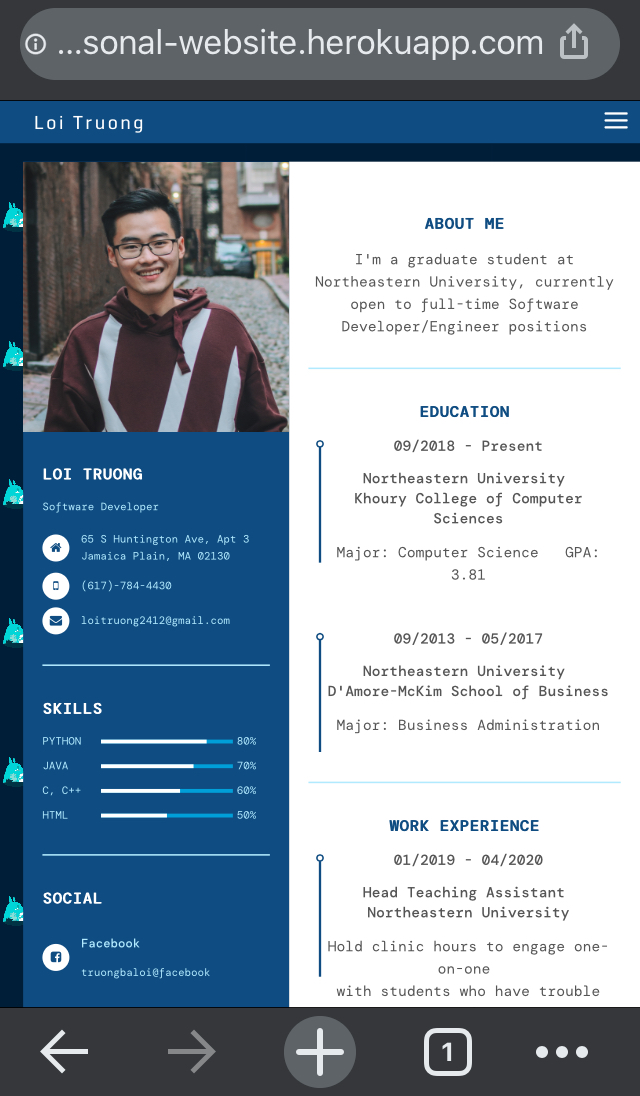 ...sonal-website.herokuapp.com
Loi Truong
LOI TRUONG
Software Developer
65 S Huntington Ave, Apt 3
Jamaica Plain, MA 02130
(617)-784-4430
loitruong2412@gmail.com
SKILLS
PYTHON 80%
JAVA 70%
C, C++ 60%
HTML 50%
SOCIAL
Facebook
truongbaloi@facebook
ABOUT ME
I'm a graduate student at
Northeastern University, currently
open to full-time Software
Developer/Engineer positions
EDUCATION
09/2018 - Present
Northeastern University
Khoury College of Computer
Sciences
Major: Computer Science GPA:
3.81
09/2013 - 05/2017
Northeastern University
D'Amore-McKim School of Business
Major: Business Administration
WORK EXPERIENCE
01/2019 - 04/2020
Head Teaching Assistant
Northeastern University
Hold clinic hours to engage one-
on-one
with students who have trouble
1